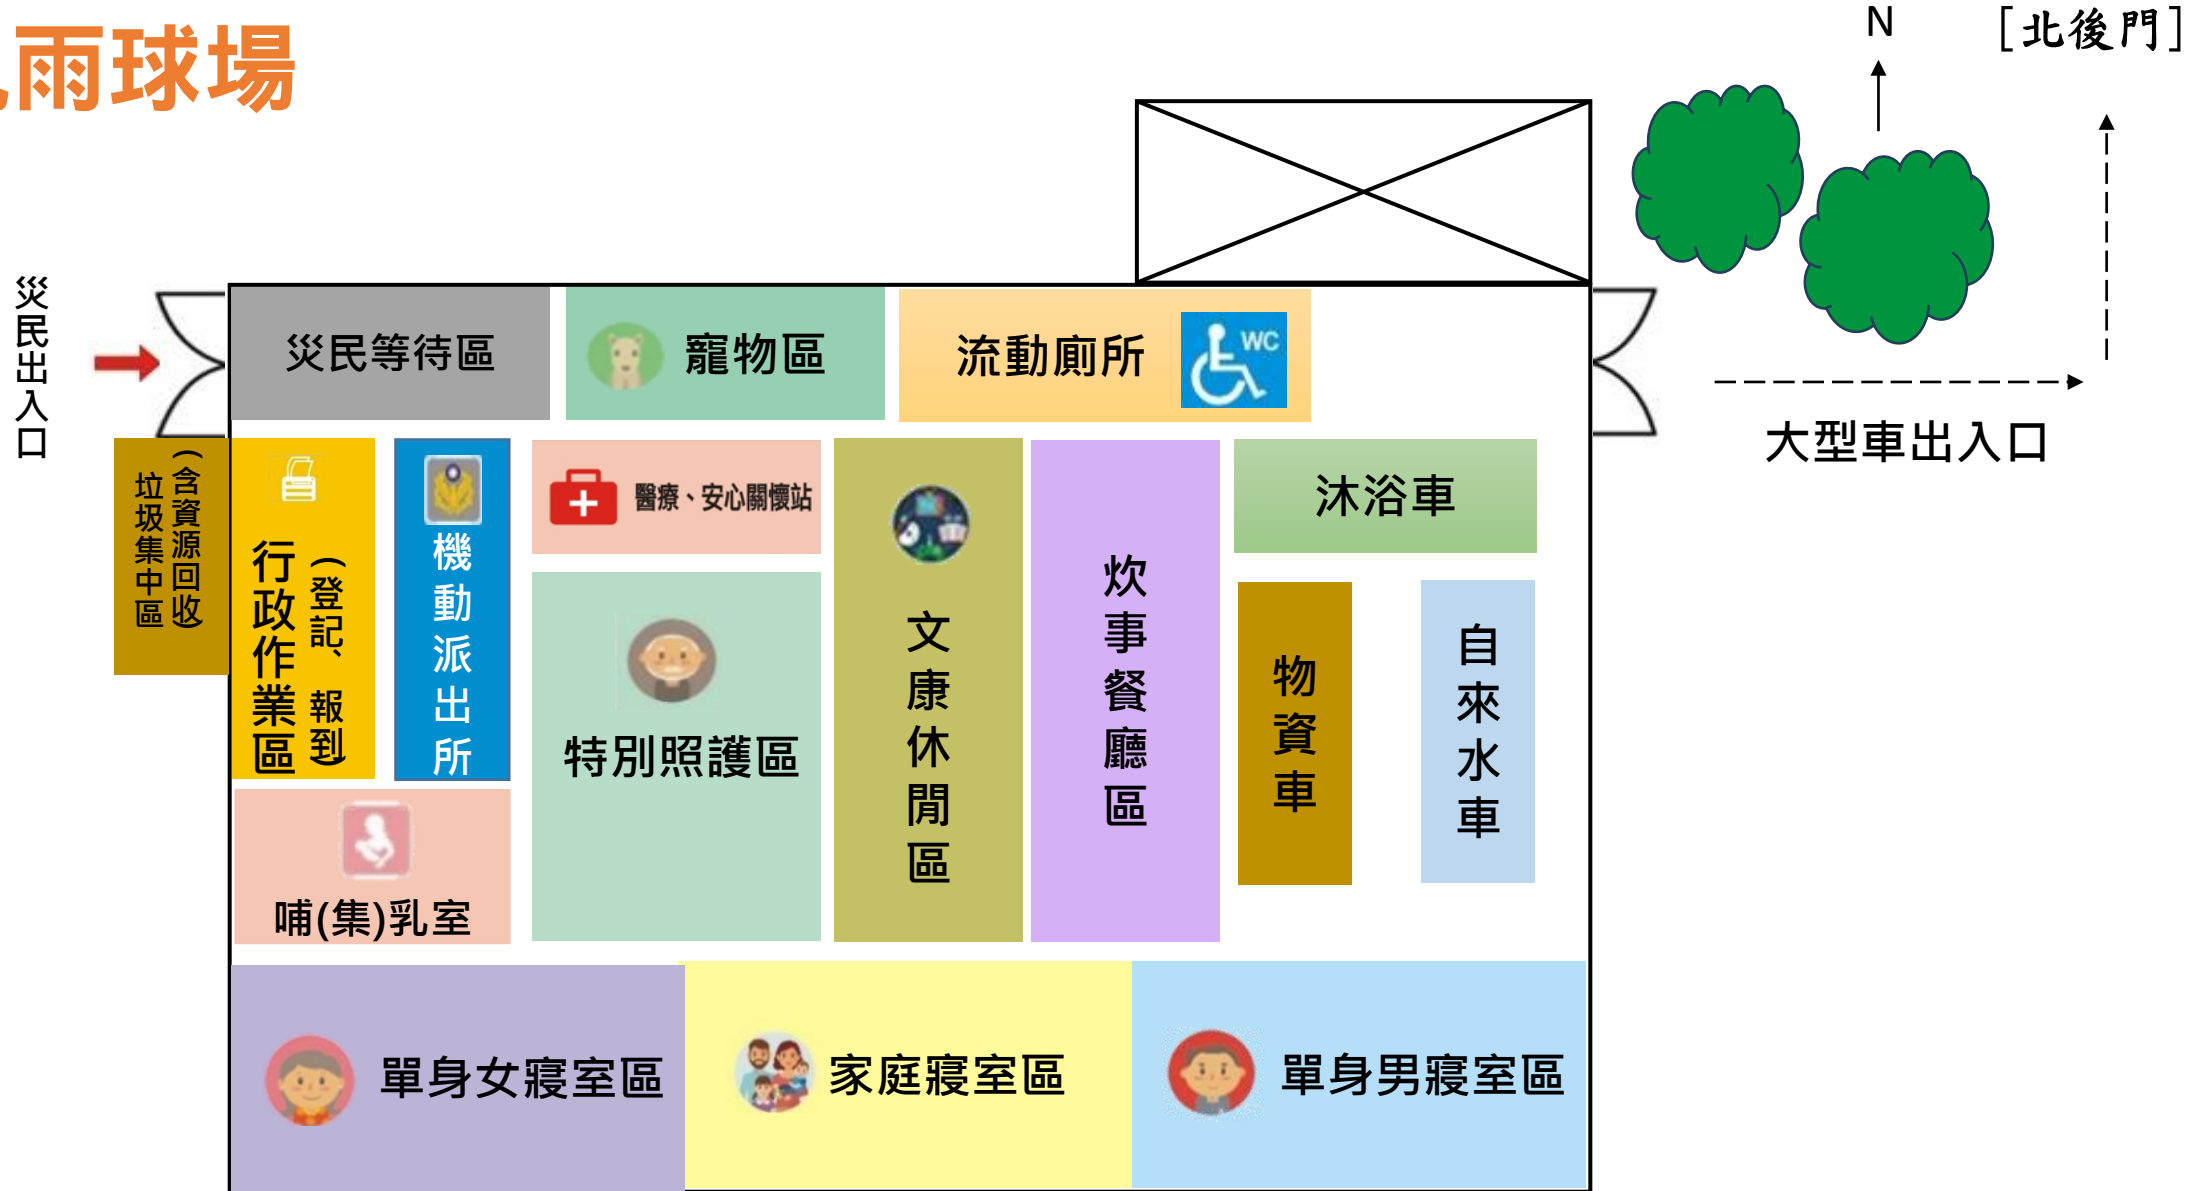 雨球場
N
[北後門]
災民出入口
災民等待區
寵物區
流動廁所
WC
大型車出入口
垃圾集中區
(含資源回收)
行政作業區
(登記、報到)
機動派出所
醫療、安心關懷站
特別照護區
文康休閒區
炊事餐廳區
沐浴車
物資車
自來水車
哺(集)乳室
單身女寢室區
家庭寢室區
單身男寢室區